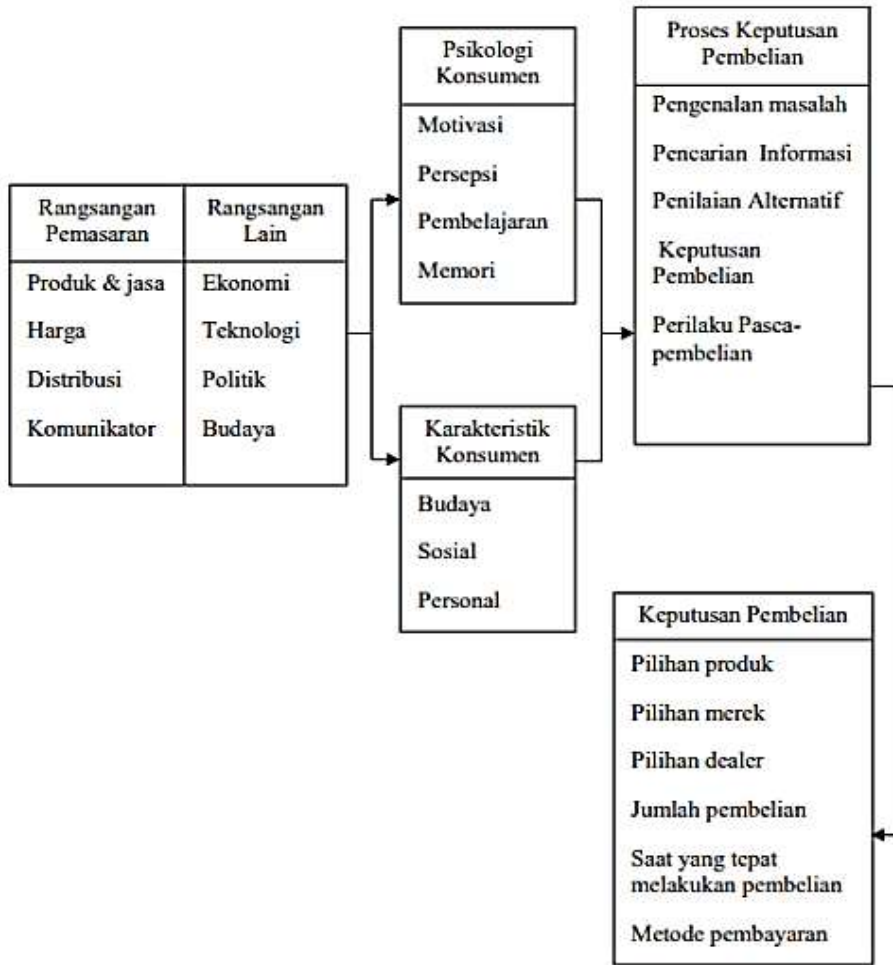 Rangsangan
Pemasaran
Produk & jasa
Harga
Distribusi
Komunikator
Rangsangan
Lain
Ekonomi
Teknologi
Politik
Budaya
Psikologi
Konsumen
Motivasi
Persepsi
Pembelajaran
Memori
Karakteristik
Konsumen
Budaya
Sosial
Personal
Proses Keputusan
Pembelian
Pengenalan masalah
Pencarian Informasi
Penilaian Alternatif
Keputusan
Pembelian
Perilaku Pasca-
pembelian
Keputusan Pembelian
Pilihan produk
Pilihan merek
Pilihan dealer
Jumlah pembelian
Saat yang tepat
melakukan pembelian
Metode pembayaran